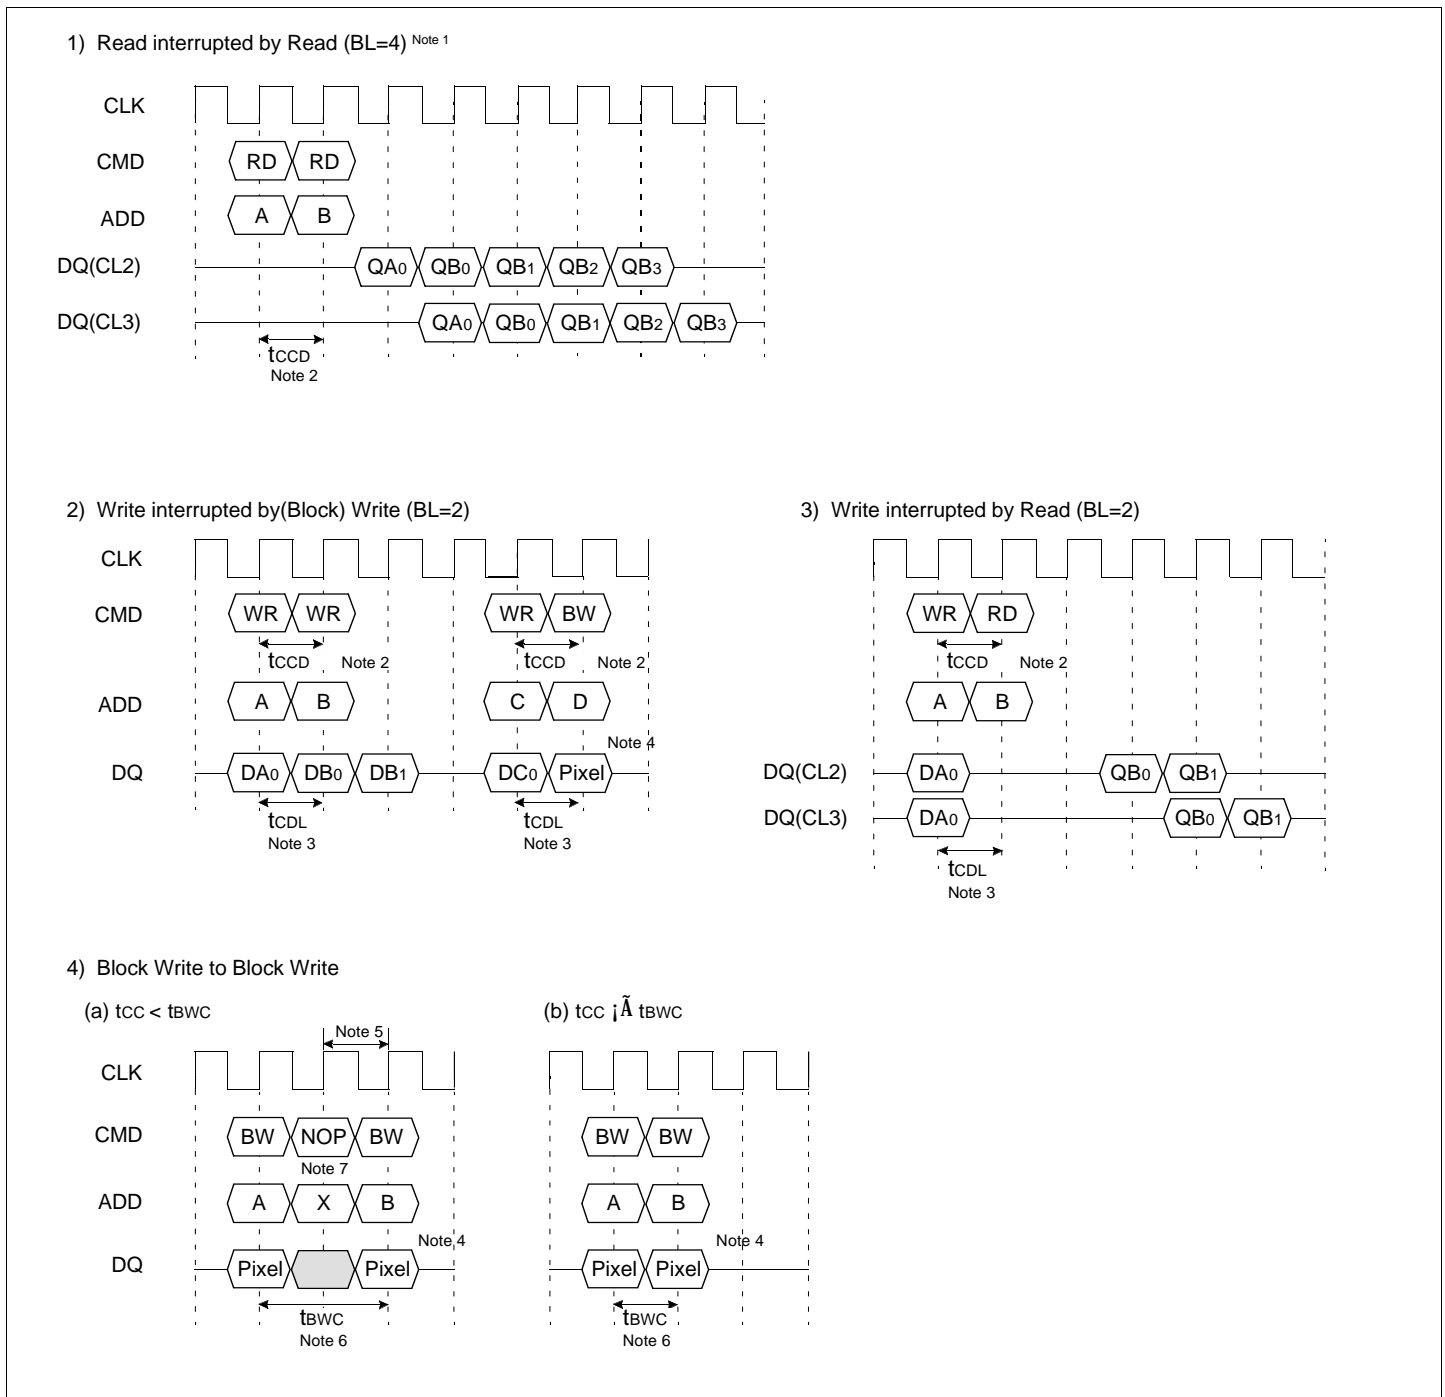 1) Read interrupted by Read (BL=4) Note 1
CLK
CMD RD RD
ADD A B
DQ(CL2) QA0 QB0 QB1 QB2 QB3
DQ(CL3) QA0 QB0 QB1 QB2 QB3
tCCD
Note 2
2) Write interrupted by(Block) Write (BL=2)
CLK
CMD WR WR WR BW
tCCD Note 2 tCCD Note 2
ADD A B C D
Note 4
DQ DA0 DB0 DB1 DC0 Pixel
tCDL tCDL
Note 3 Note 3
3) Write interrupted by Read (BL=2)
CMD WR RD
tCCD Note 2
A B
DQ(CL2) DA0 QB0 QB1
DQ(CL3) DA0 QB0 QB1
tCDL
Note 3
4) Block Write to Block Write
(a) tCC < tBWC
Note 5
CLK
CMD BW NOP BW
Note 7
ADD A X B
Note 4
DQ Pixel Pixel
tBWC
Note 6
(b) tCC ¡Ã tBWC
BW BW
A B
Note 4
Pixel Pixel
tBWC
Note 6